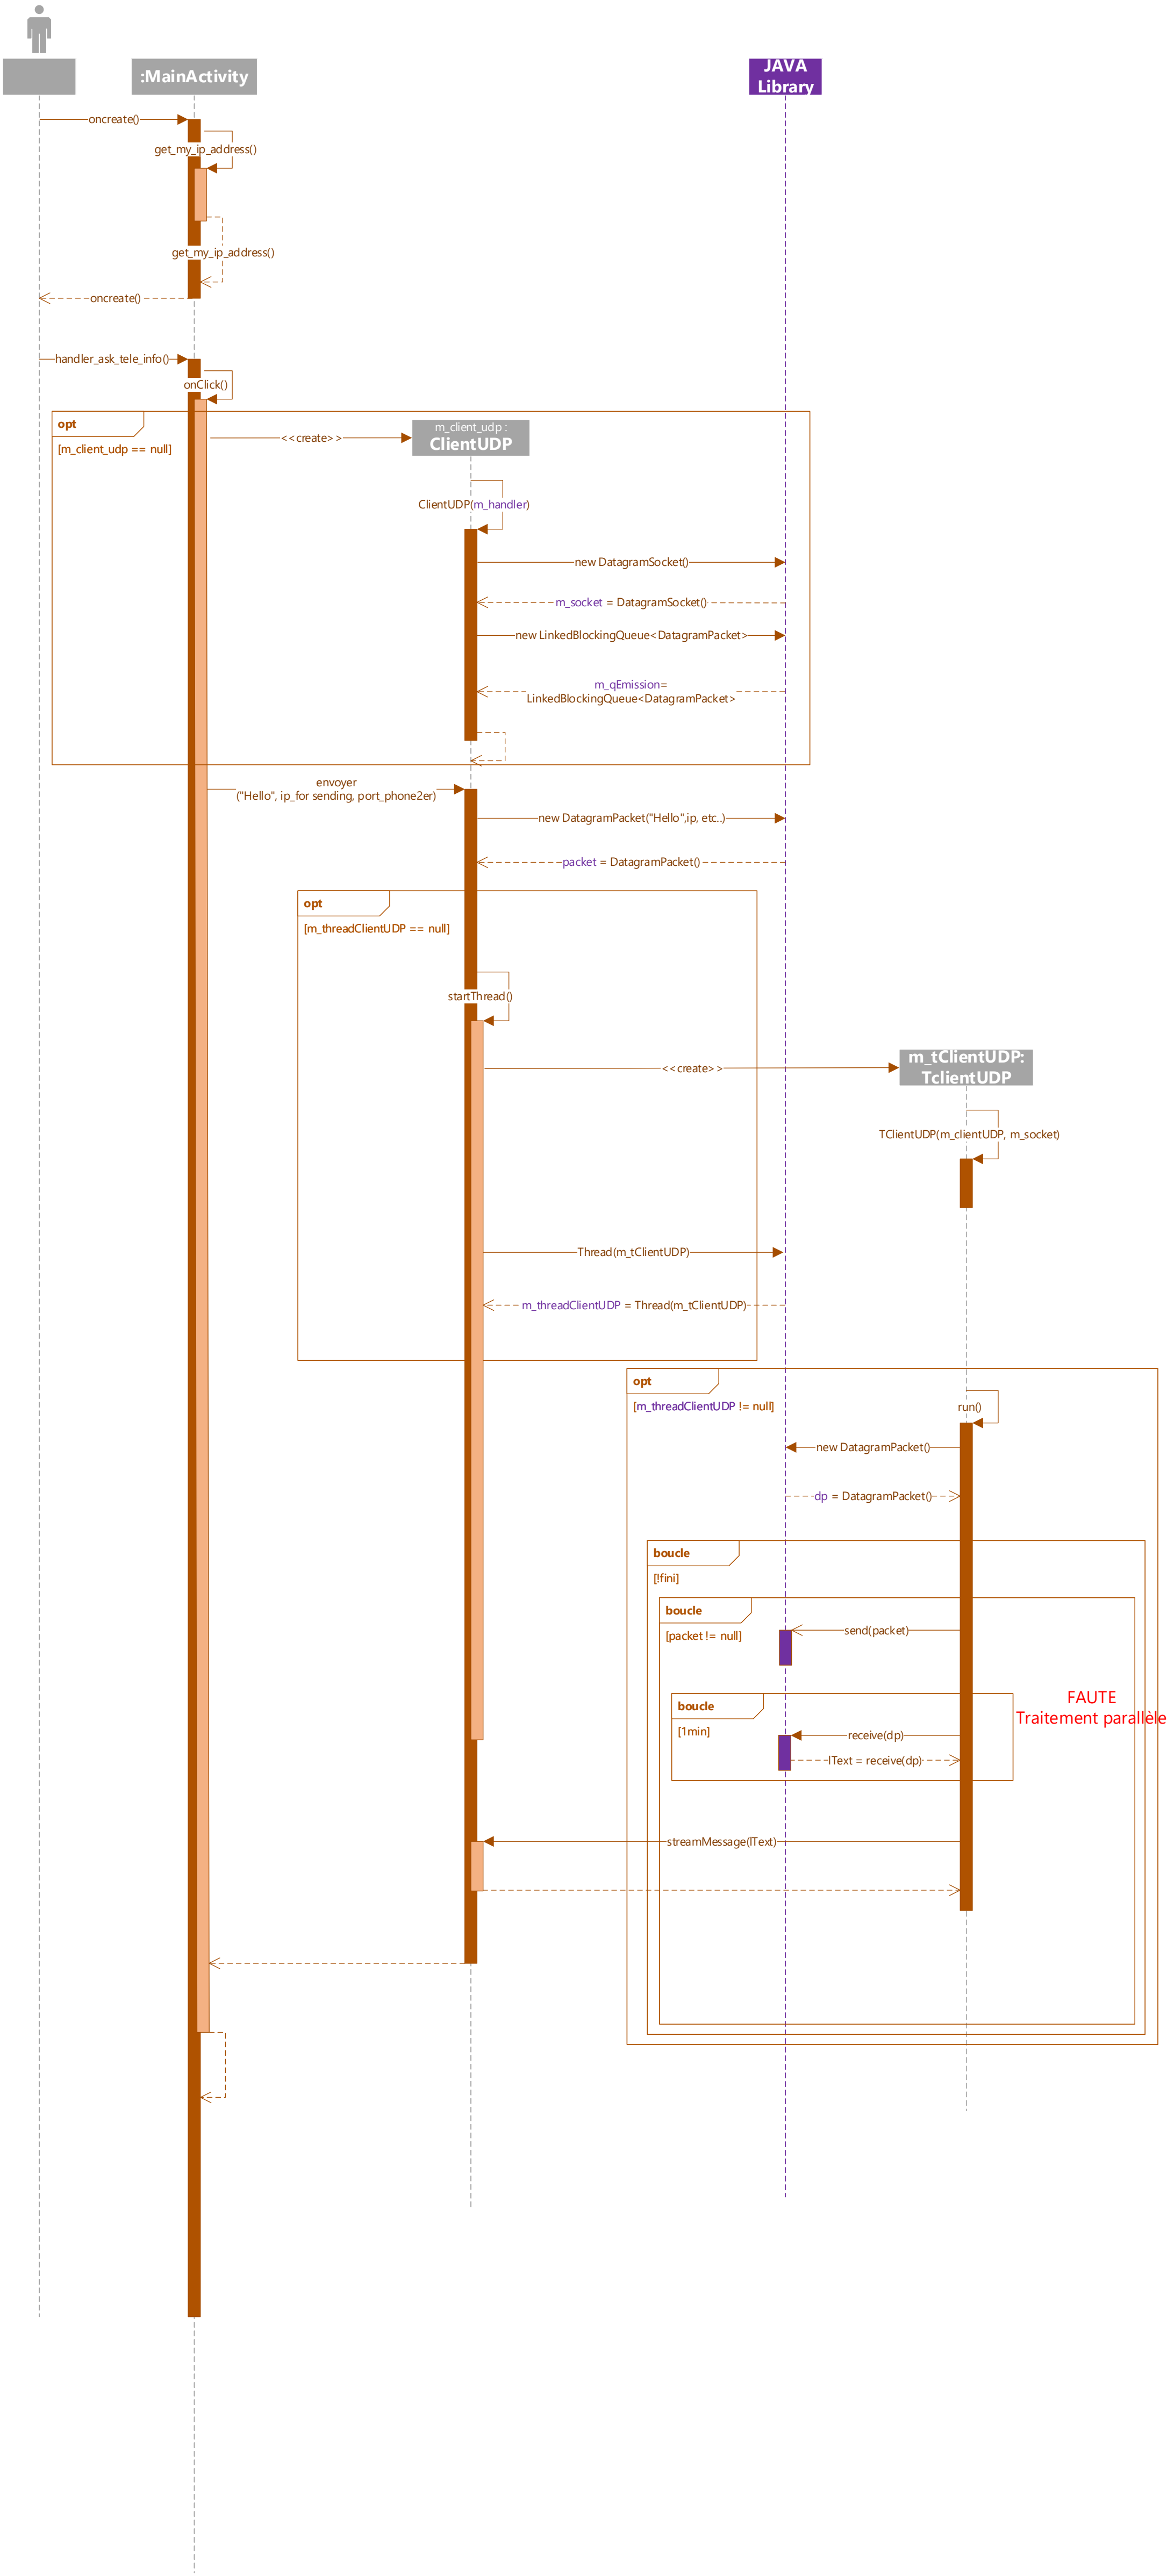 :MainActivity
JAVA
Library
oncreate()
get_my_ip_address()
get_my_ip_address()
oncreate()
handler_ask_tele_info()
onClick()
opt
[m_client_udp == null]
<<create>>
m_client_udp :
ClientUDP
ClientUDP(m_handler)
new DatagramSocket()
m_socket = DatagramSocket()
new LinkedBlockingQueue<DatagramPacket>
m_qEmission=
LinkedBlockingQueue<DatagramPacket>
envoyer
("Hello", ip_for sending, port_phone2er)
new DatagramPacket("Hello",ip, etc..)
packet = DatagramPacket()
opt
[m_threadClientUDP == null]
startThread()
<<create>>
m_tClientUDP:
TclientUDP
TClientUDP(m_clientUDP, m_socket)
Thread(m_tClientUDP)
m_threadClientUDP = Thread(m_tClientUDP)
opt
[m_threadClientUDP != null]
run()
new DatagramPacket()
dp = DatagramPacket()
boucle
[!fini]
boucle
[packet != null]
send(packet)
boucle
[1min]
FAUTE
Traitement parallèle
receive(dp)
lText = receive(dp)
streamMessage(lText)